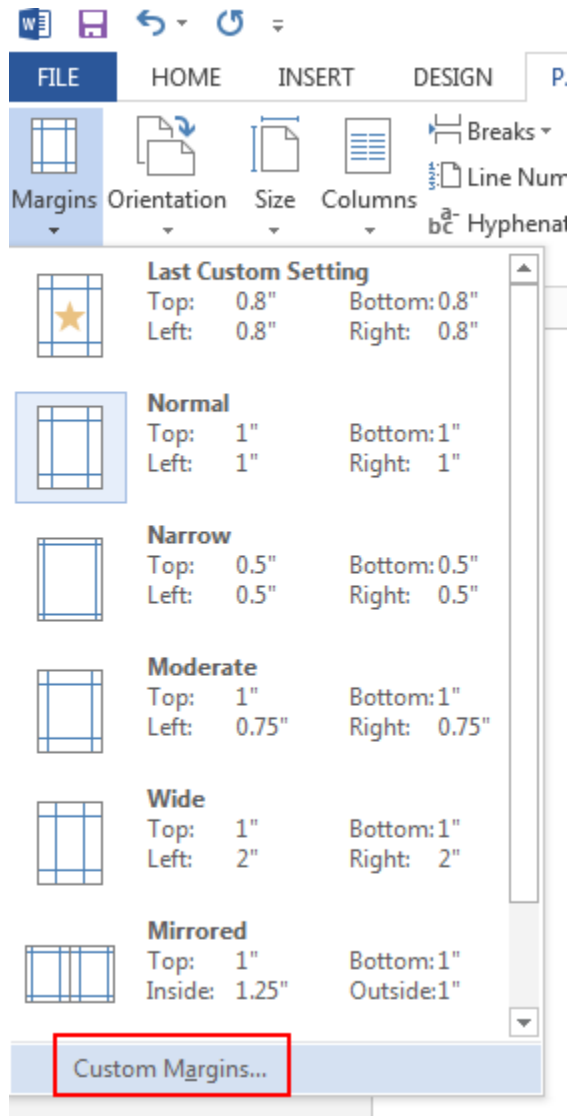 FILE HOME INSERT DESIGN
Breaks
Margins Orientation Size Columns
Line Num
Hyphenat
Last Custom Setting
Top: 0.8" Bottom: 0.8"
Left: 0.8" Right: 0.8"
Normal
Top: 1" Bottom: 1"
Left: 1" Right: 1"
Narrow
Top: 0.5" Bottom: 0.5"
Left: 0.5" Right: 0.5"
Moderate
Top: 1" Bottom: 1"
Left: 0.75" Right: 0.75"
Wide
Top: 1" Bottom: 1"
Left: 2" Right: 2"
Mirrored
Top: 1" Bottom: 1"
Inside: 1.25" Outside: 1"
Custom Margins...